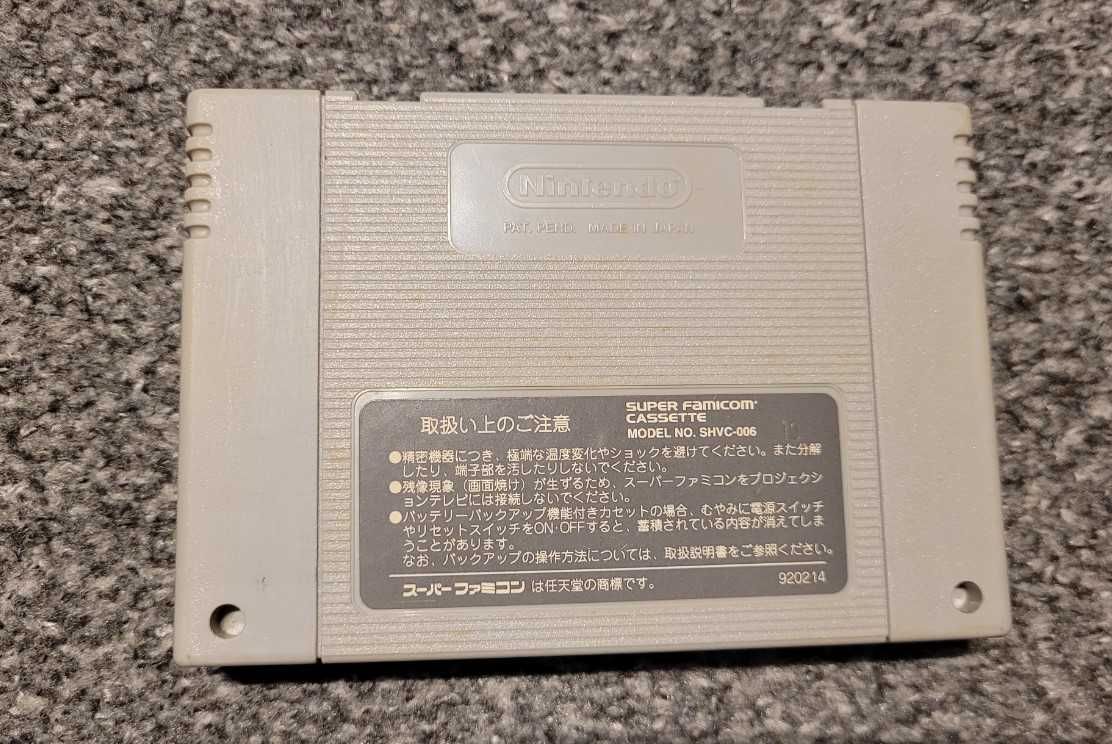 Nintendo®
PAT. PEND. MADE IN JAPAN
取扱い上のご注意
SUPER FAMICOM
CASSETTE
MODEL NO. SHVC-006
●精密機器につき、極端な温度変化やショックを避けてください。また分解
したり、端子部を汚したりしないでください。
●残像現象（画面焼け）が生ずるため、スーパーファミコンをプロジェクシ
ョンテレビには接続しないでください。
●バッテリーバックアップ機能付きカセットの場合、むやみに電源スイッチ
やリセットスイッチをON・OFFすると、蓄積されている内容が消えてしま
うことがあります。
なお、バックアップの操作方法については、取扱説明書をご参照ください。
スーパーファミコン は任天堂の商標です。
920214